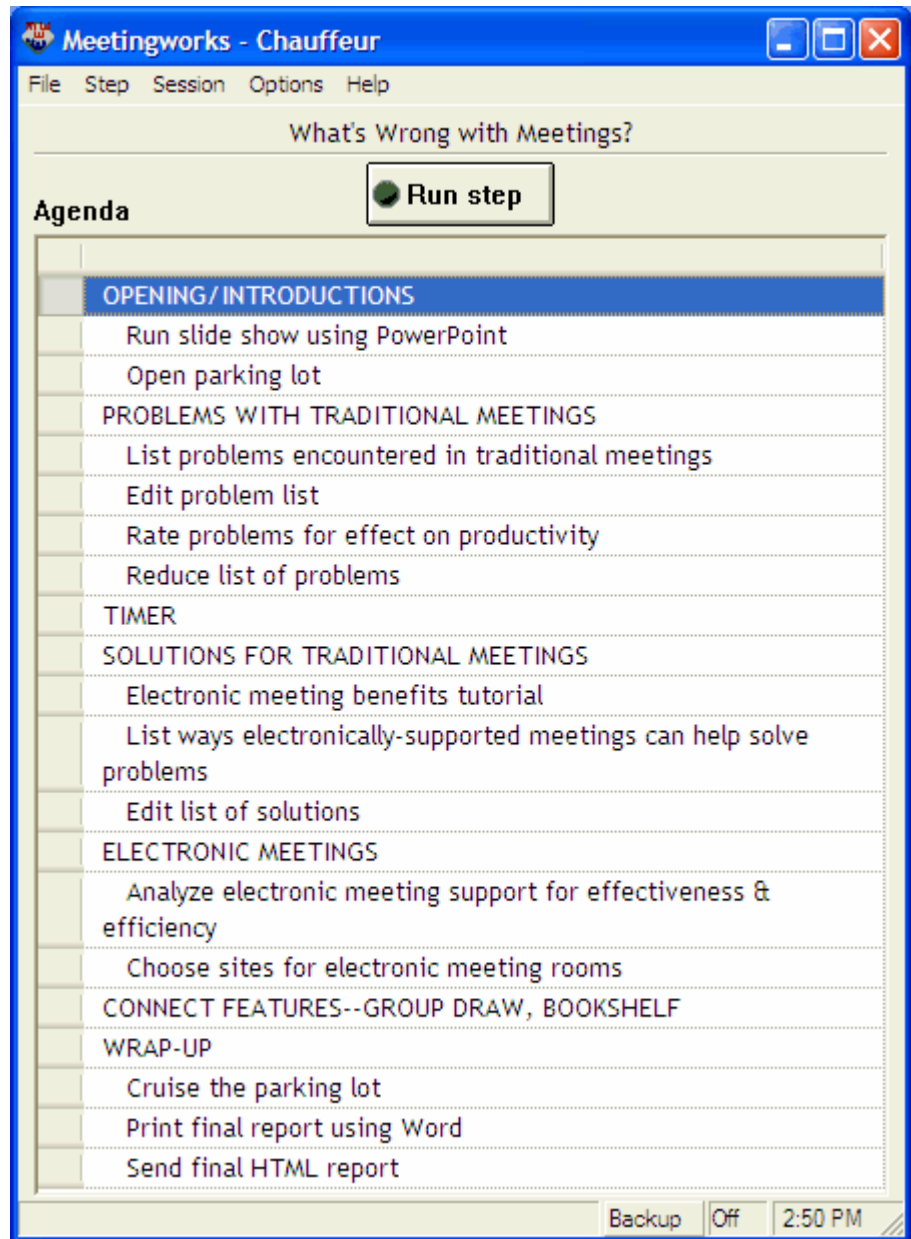 Meetingworks - Chauffeur
File Step Session Options Help
What's Wrong with Meetings?
Run step
Agenda
OPENING/INTRODUCTIONS
Run slide show using PowerPoint
Open parking lot
PROBLEMS WITH TRADITIONAL MEETINGS
List problems encountered in traditional meetings
Edit problem list
Rate problems for effect on productivity
Reduce list of problems
TIMER
SOLUTIONS FOR TRADITIONAL MEETINGS
Electronic meeting benefits tutorial
List ways electronically-supported meetings can help solve
problems
Edit list of solutions
ELECTRONIC MEETINGS
Analyze electronic meeting support for effectiveness &
efficiency
Choose sites for electronic meeting rooms
CONNECT FEATURES--GROUP DRAW, BOOKSHELF
WRAP-UP
Cruise the parking lot
Print final report using Word
Send final HTML report
Backup Off 2:50 PM